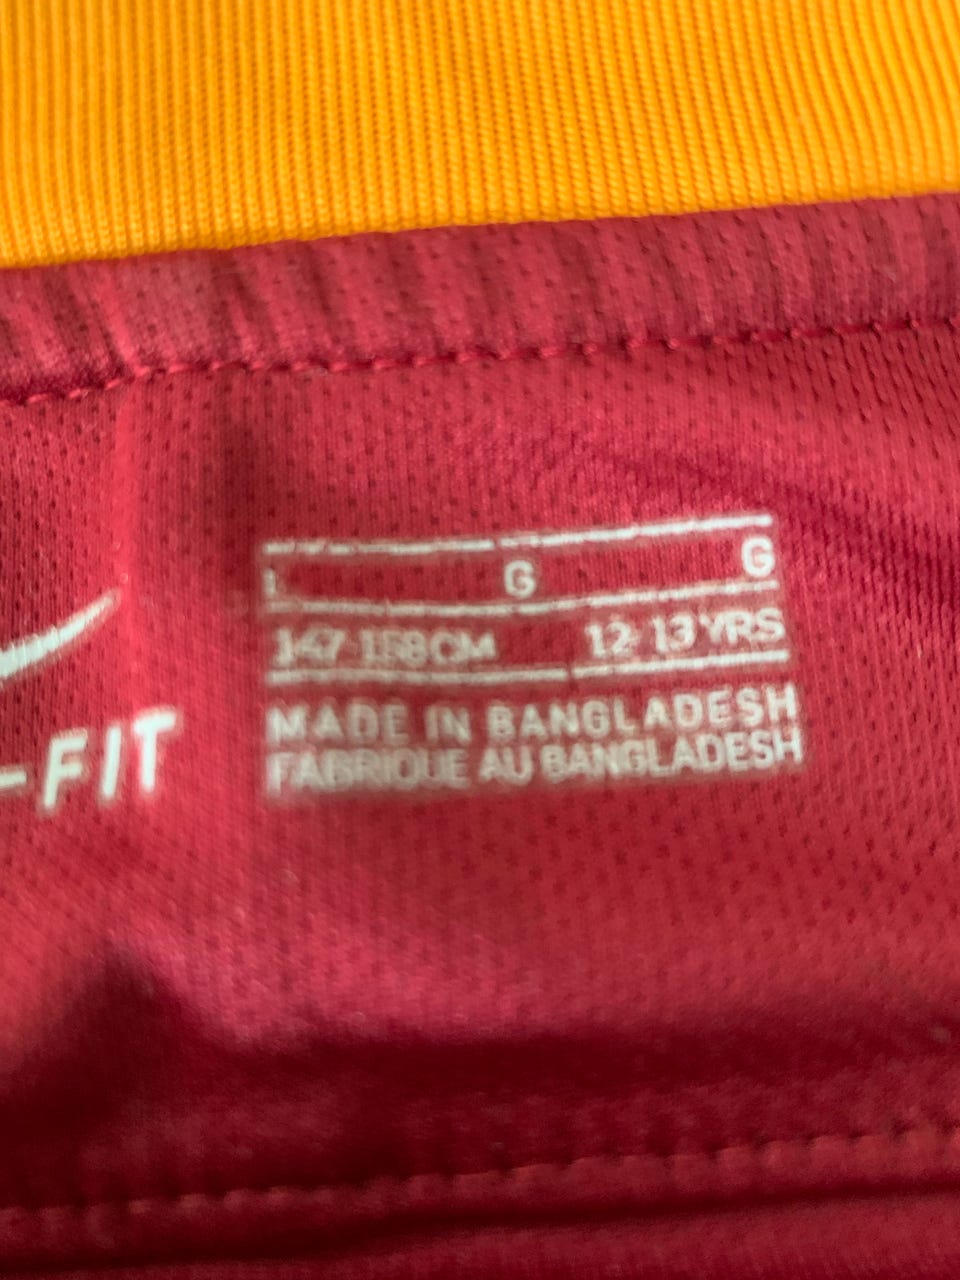 L G G
147-158CM 12-13 YRS
-FIT
MADE IN BANGLADESH
FABRIQUE AU BANGLADESH